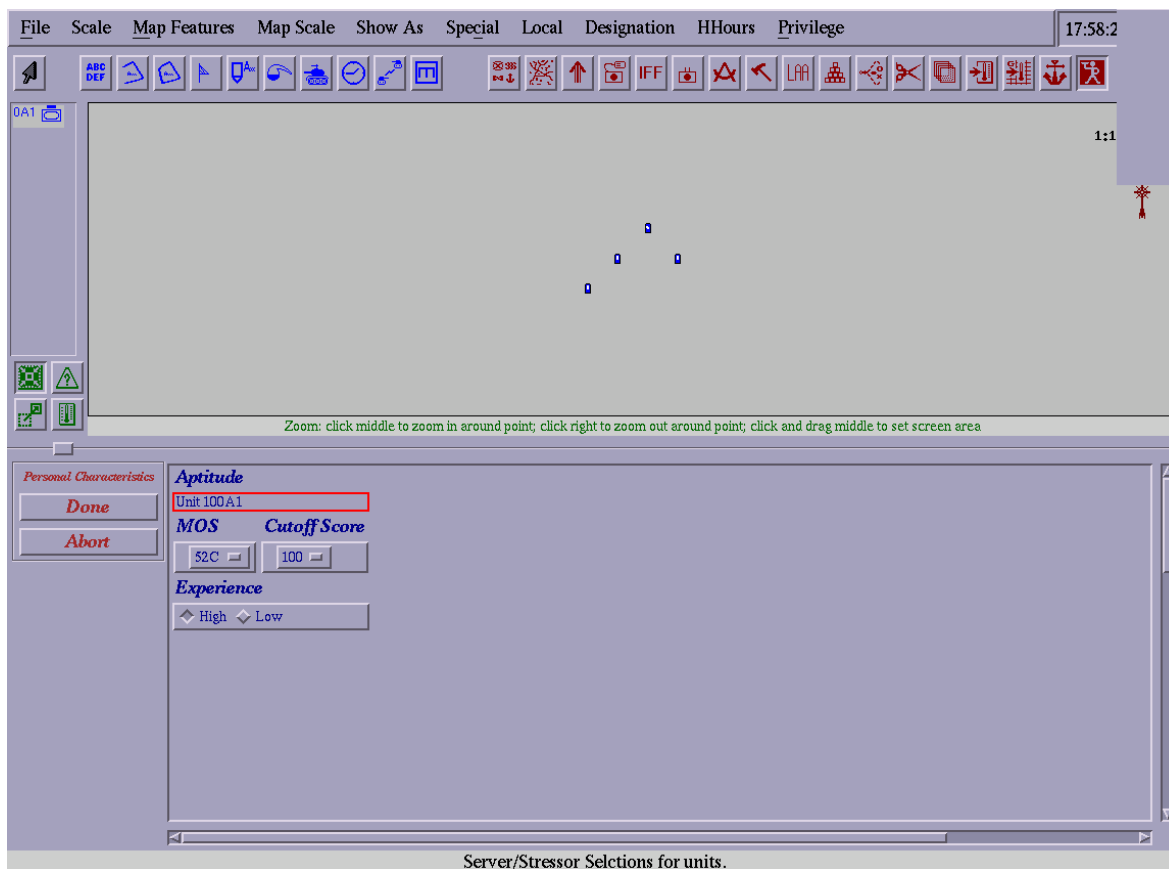 File Scale Map Features Map Scale Show As Special Local Designation HHours Privilege 17:58:2
ABC
DEF
IFF
LAA
0A1
1:1
Zoom: click middle to zoom in around point; click right to zoom out around point; click and drag middle to set screen area
Personal Characteristics
Done
Abort
Aptitude
Unit 100A1
MOS Cutoff Score
52C 100
Experience
High Low
Server/Stressor Selctions for units.